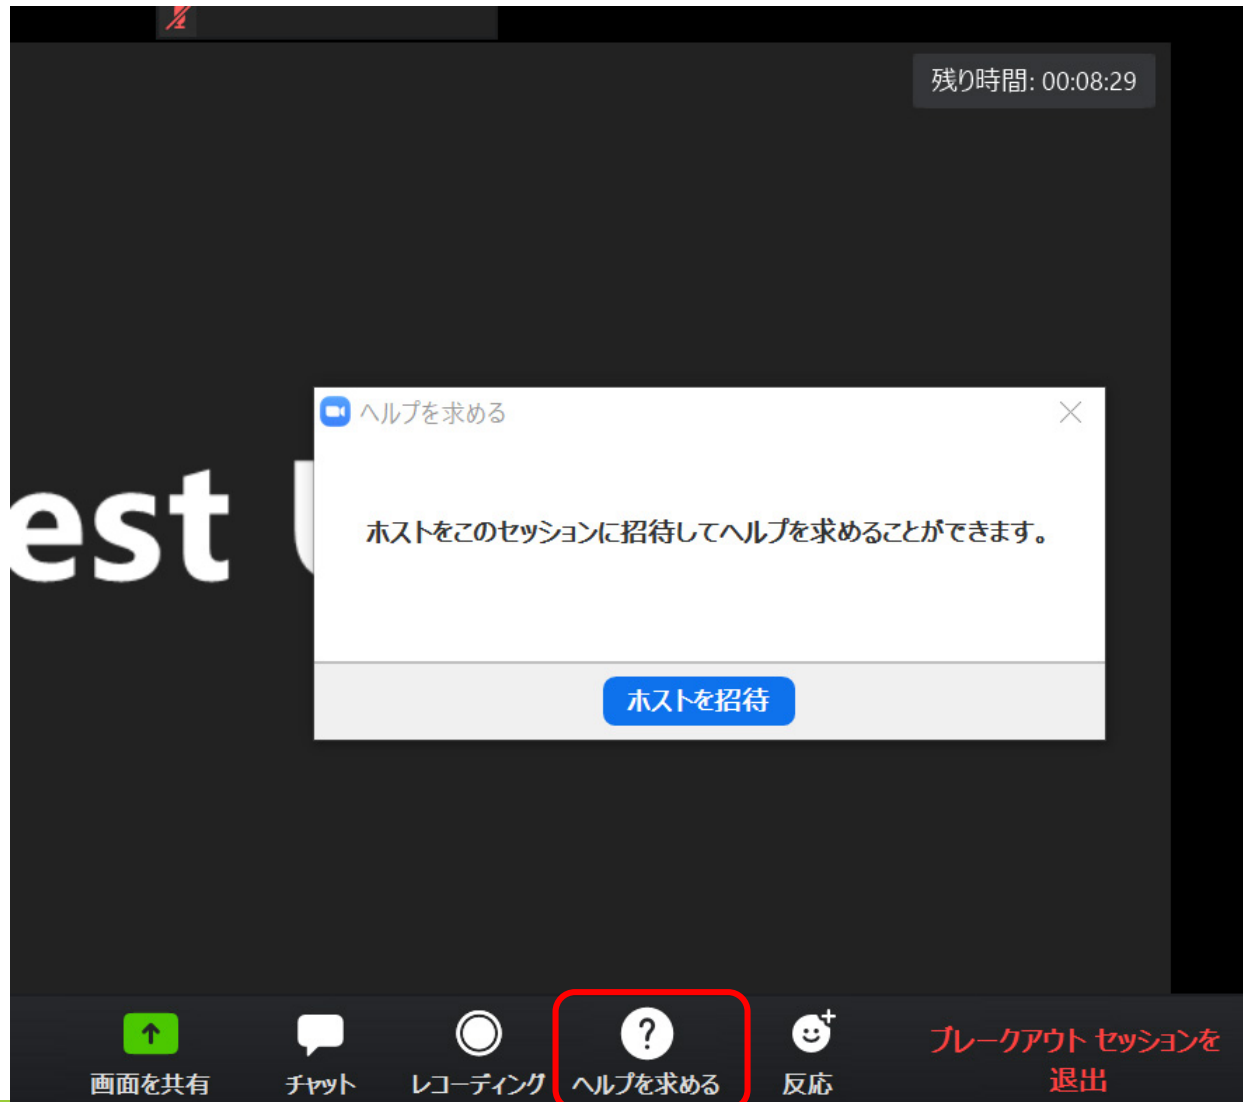 残り時間: 00:08:29
ヘルプを求める
est
ホストをこのセッションに招待してヘルプを求めることができます。
ホストを招待
画面を共有
チャット
レコーディング
ヘルプを求める
反応
ブレークアウト セッションを
退出